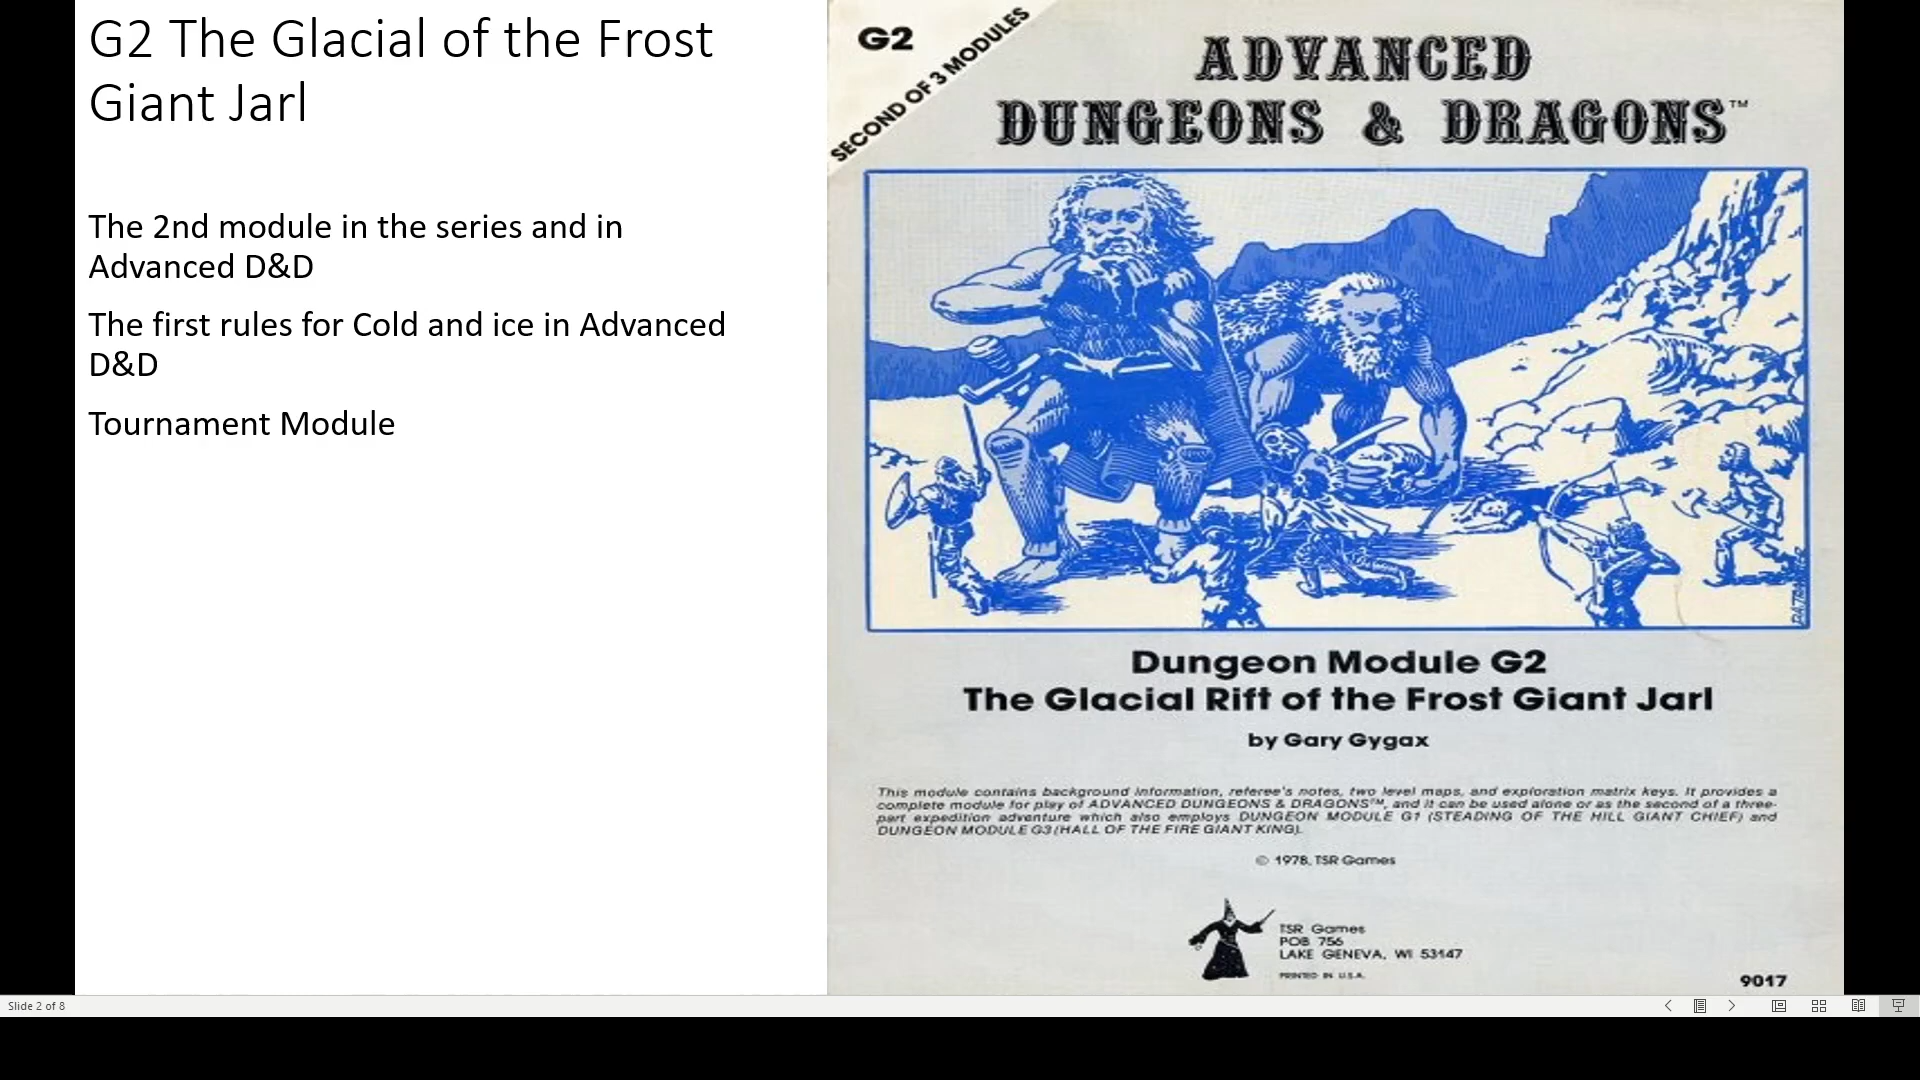 G2 The Glacial of the Frost
Giant Jarl
The 2nd module in the series and in
Advanced D&D
The first rules for Cold and ice in Advanced
D&D
Tournament Module
G2
SECOND OF 3 MODULES
ADVANCED
DUNGEONS & DRAGONS™
Dungeon Module G2
The Glacial Rift of the Frost Giant Jarl
by Gary Gygax
This module contains background information, referee's notes, two level maps, and exploration matrix keys. It provides a
complete module for play of ADVANCED DUNGEONS & DRAGONS™, and it can be used alone or as the second of a three-
part expedition adventure which also employs DUNGEON MODULE G1 (STEADING OF THE HILL GIANT CHIEF) and
DUNGEON MODULE G3 (HALL OF THE FIRE GIANT KING).
© 1978, TSR Games
TSR Games
POB 756
LAKE GENEVA, WI 53147
PRINTED IN U.S.A.
9017
Slide 2 of 8